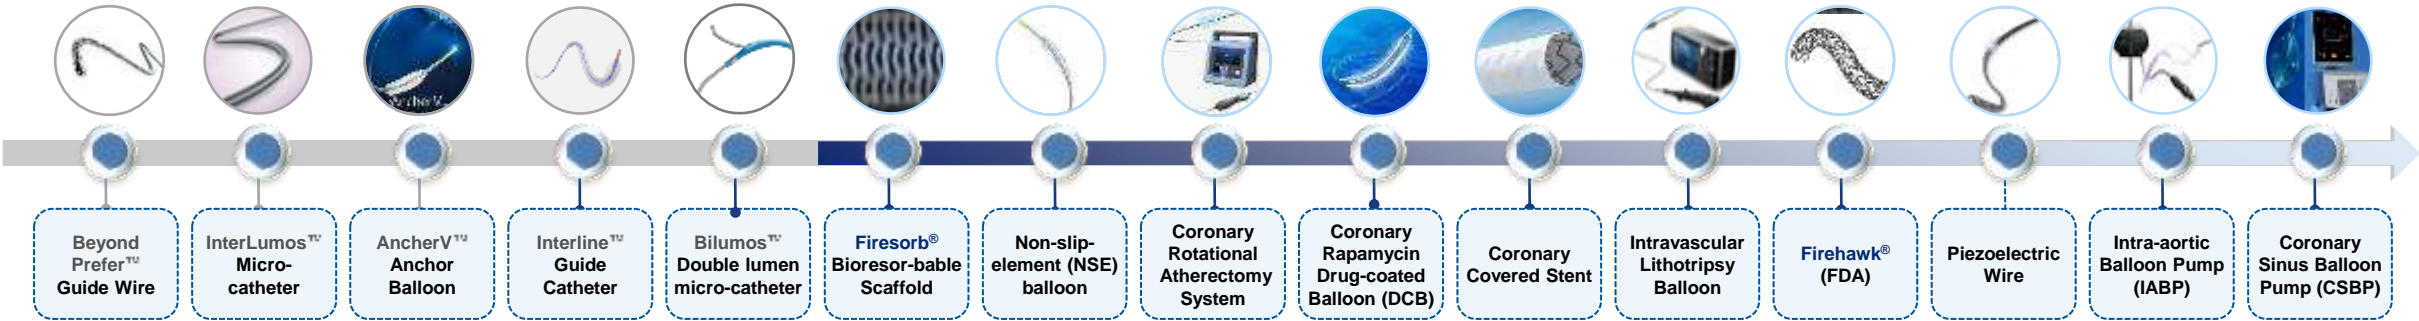 AncherV
Beyond
Prefer™
Guide Wire
InterLumos™
Micro-
catheter
AncherV™
Anchor
Balloon
Interline™
Guide
Catheter
Bilumos™
Double lumen
micro-catheter
Firesorb®
Bioresor-bable
Scaffold
Non-slip-
element (NSE)
balloon
Coronary
Rotational
Atherectomy
System
Coronary
Rapamycin
Drug-coated
Balloon (DCB)
Coronary
Covered Stent
Intravascular
Lithotripsy
Balloon
Firehawk®
(FDA)
Piezoelectric
Wire
Intra-aortic
Balloon Pump
(IABP)
Coronary
Sinus Balloon
Pump (CSBP)